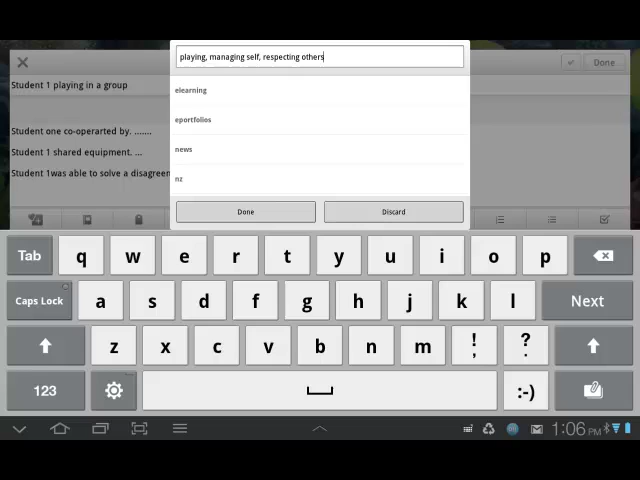 playing, managing self, respecting others
Done
Student 1 playing in a group
elearning
eportfolios
Student one co-operarted by. .......
news
Student 1 shared equipment. ...
Student 1was able to solve a disagreem
nz
Done
Discard
Tab q w e r t y u i o p
Caps Lock a s d f g h j k l Next
z x c v b n m ! , ? .
123 :-)
1:06 PM